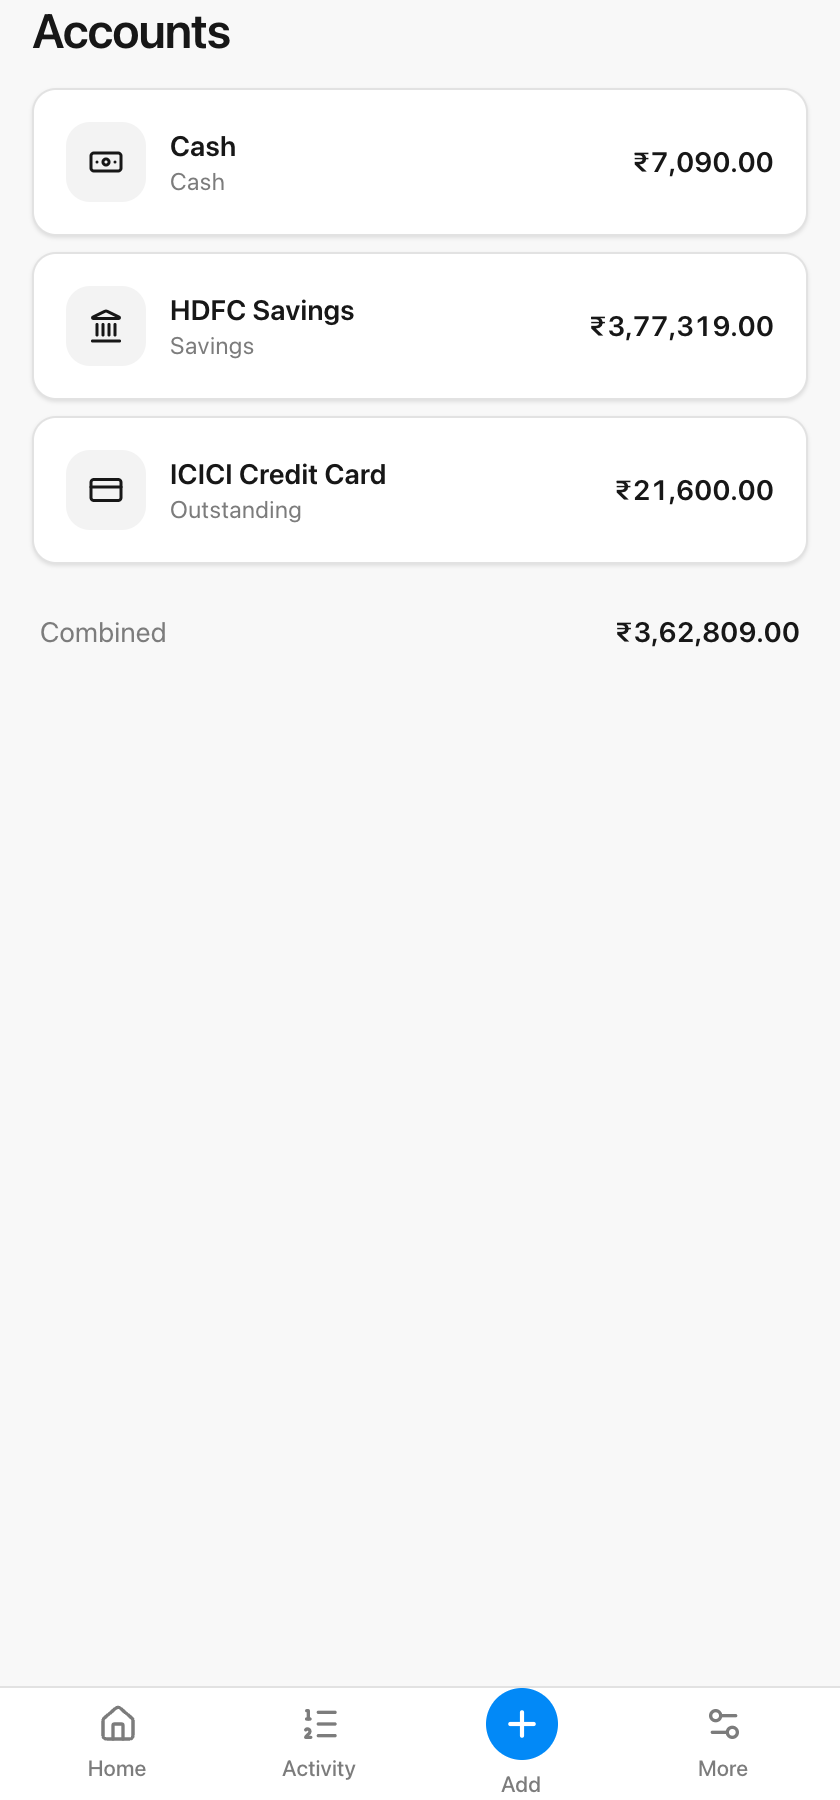 Accounts
Cash
Cash
₹7,090.00
HDFC Savings
Savings
₹3,77,319.00
ICICI Credit Card
Outstanding
₹21,600.00
Combined
₹3,62,809.00
Home
Activity
Add
More